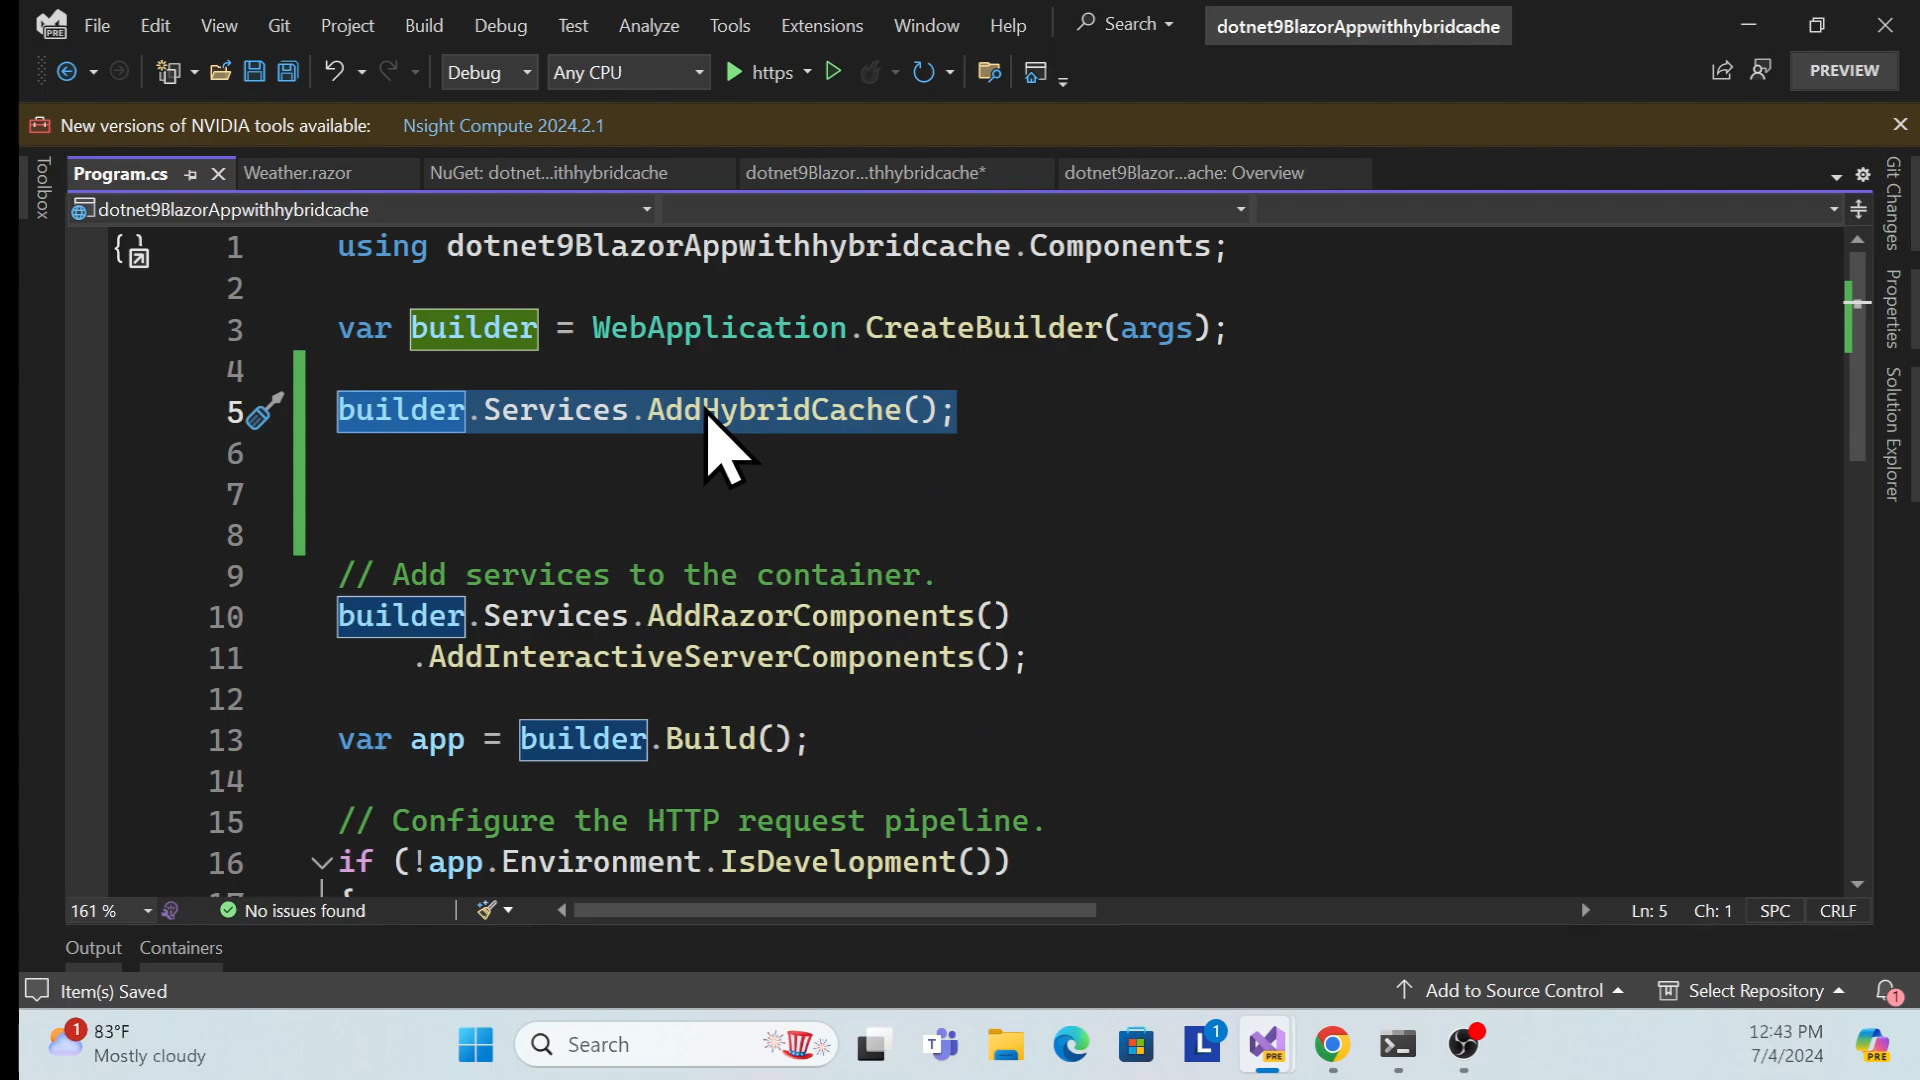 PRE
File Edit View Git Project Build Debug Test Analyze Tools Extensions Window Help Search dotnet9BlazorAppwithhybridcache
Debug Any CPU https PREVIEW
New versions of NVIDIA tools available: Nsight Compute 2024.2.1
Toolbox
Program.cs Weather.razor NuGet: dotnet...ithhybridcache dotnet9Blazor...thhybridcache* dotnet9Blazor...ache: Overview
dotnet9BlazorAppwithhybridcache
Git Changes
Properties
Solution Explorer
1 using dotnet9BlazorAppwithhybridcache.Components;
2
3 var builder = WebApplication.CreateBuilder(args);
4
5 builder.Services.AddHybridCache();
6
7
8
9 // Add services to the container.
10 builder.Services.AddRazorComponents()
11 .AddInteractiveServerComponents();
12
13 var app = builder.Build();
14
15 // Configure the HTTP request pipeline.
16 if (!app.Environment.IsDevelopment())
161 % No issues found Ln: 5 Ch: 1 SPC CRLF
Output Containers
Item(s) Saved Add to Source Control Select Repository 1
1 83°F
Mostly cloudy
Search
T
L 1
PRE
12:43 PM
7/4/2024
PRE